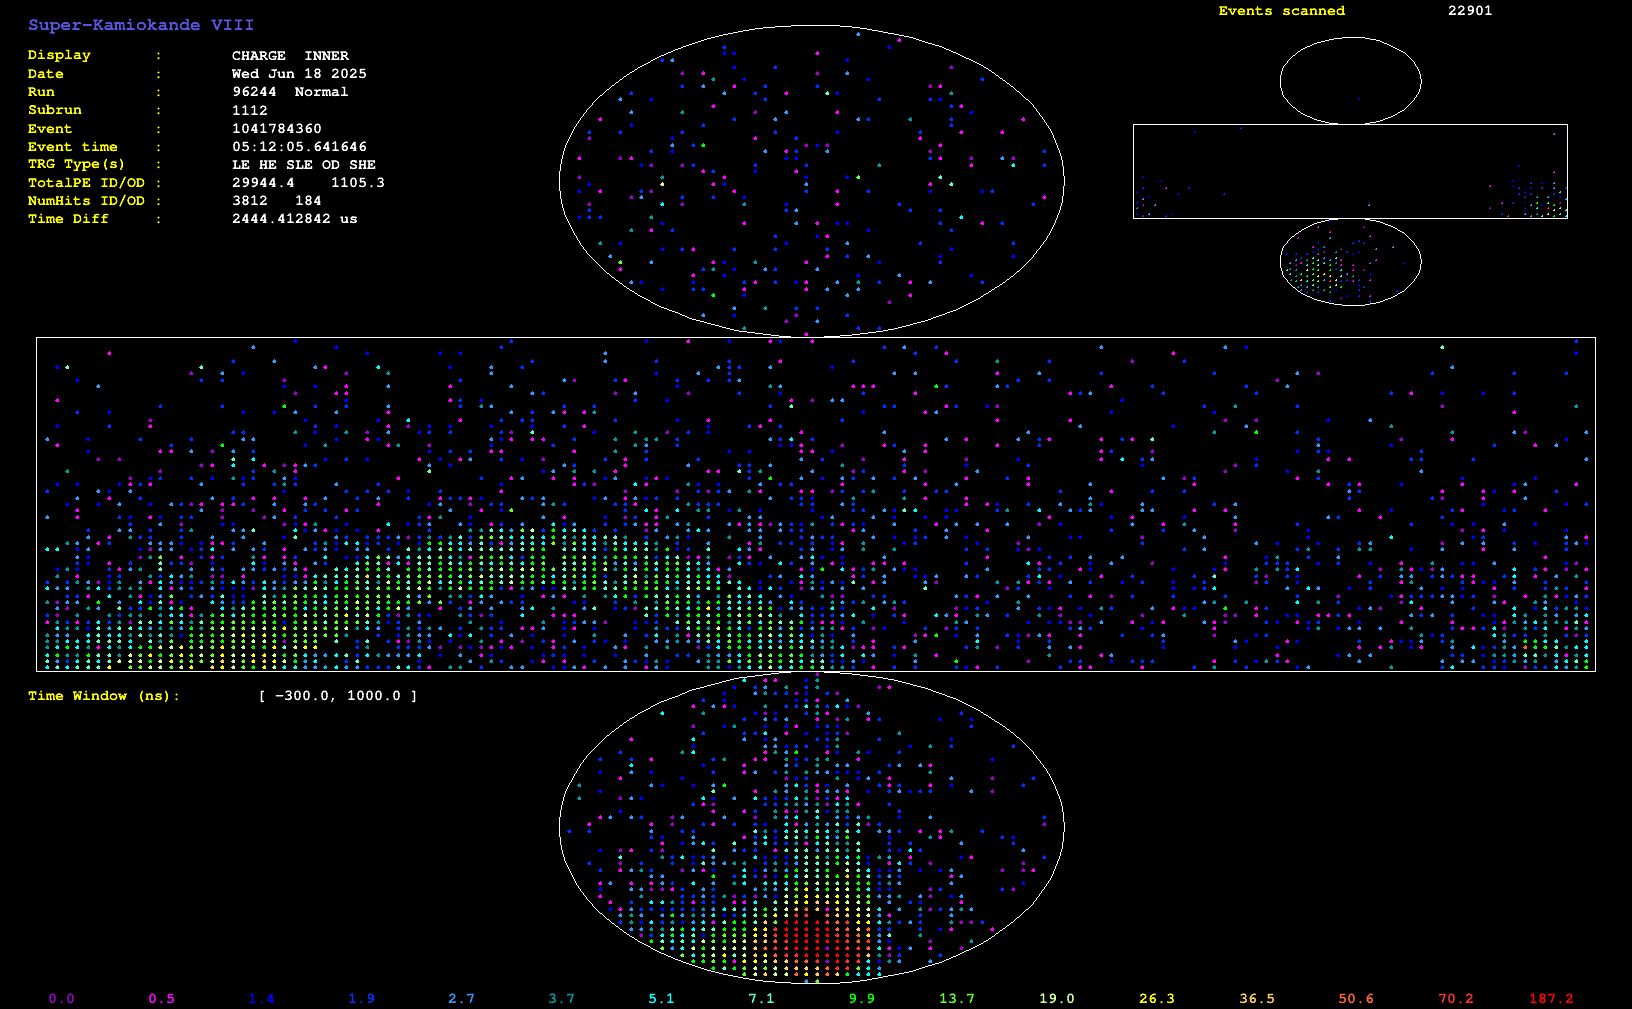 Super-Kamiokande VIII
Events scanned 22901
Display : CHARGE INNER
Date : Wed Jun 18 2025
Run : 96244 Normal
Subrun : 1112
Event : 1041784360
Event time : 05:12:05.641646
TRG Type(s) : LE HE SLE OD SHE
TotalPE ID/OD : 29944.4 1105.3
NumHits ID/OD : 3812 184
Time Diff : 2444.412842 us
Time Window (ns): [ −300.0, 1000.0 ]
0.0 0.5 1.4 1.9 2.7 3.7 5.1 7.1 9.9 13.7 19.0 26.3 36.5 50.6 70.2 187.2